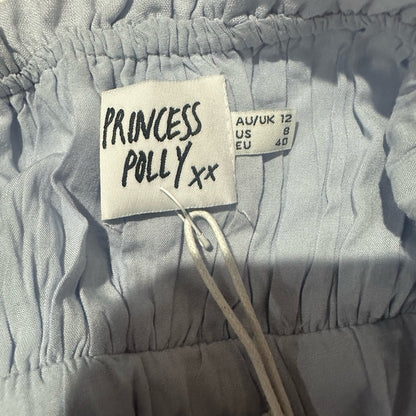 PRINCESS
POLLY xx
AU/UK 12
US 8
EU 40